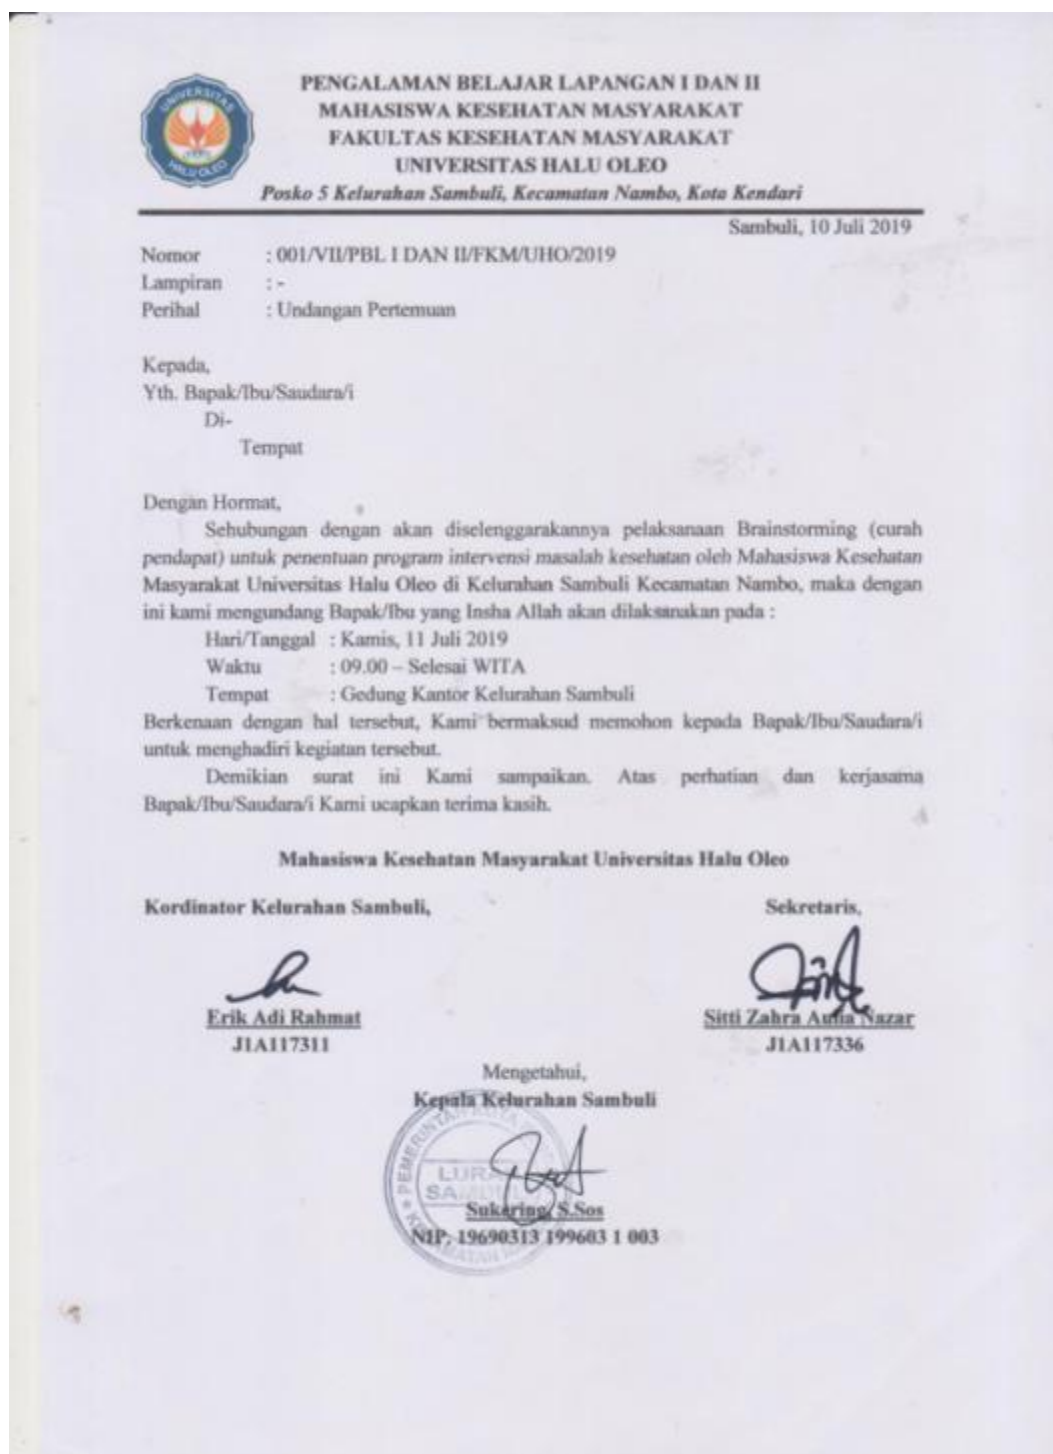 PENGALAMAN BELAJAR LAPANGAN I DAN II
MAHASISWA KESEHATAN MASYARAKAT
FAKULTAS KESEHATAN MASYARAKAT
UNIVERSITAS HALU OLEO
Posko 5 Kelurahan Sambuli, Kecamatan Nambo, Kota Kendari
UNIVERSITAS
HALU OLEO
Sambuli, 10 Juli 2019
Nomor : 001/VII/PBL I DAN II/FKM/UHO/2019
Lampiran : -
Perihal : Undangan Pertemuan
Kepada,
Yth. Bapak/Ibu/Saudara/i
Di-
Tempat
Dengan Hormat,
Sehubungan dengan akan diselenggarakannya pelaksanaan Brainstorming (curah
pendapat) untuk penentuan program intervensi masalah kesehatan oleh Mahasiswa Kesehatan
Masyarakat Universitas Halu Oleo di Kelurahan Sambuli Kecamatan Nambo, maka dengan
ini kami mengundang Bapak/Ibu yang Insha Allah akan dilaksanakan pada :
Hari/Tanggal : Kamis, 11 Juli 2019
Waktu : 09.00 – Selesai WITA
Tempat : Gedung Kantor Kelurahan Sambuli
Berkenaan dengan hal tersebut, Kami bermaksud memohon kepada Bapak/Ibu/Saudara/i
untuk menghadiri kegiatan tersebut.
Demikian surat ini Kami sampaikan. Atas perhatian dan kerjasama
Bapak/Ibu/Saudara/i Kami ucapkan terima kasih.
Mahasiswa Kesehatan Masyarakat Universitas Halu Oleo
Kordinator Kelurahan Sambuli, Sekretaris,
Erik Adi Rahmat Sitti Zahra Aulia Nazar
J1A117311 J1A117336
Mengetahui,
Kepala Kelurahan Sambuli
LURAH
SAMBULI
Sukering, S.Sos
NIP. 19690313 199603 1 003